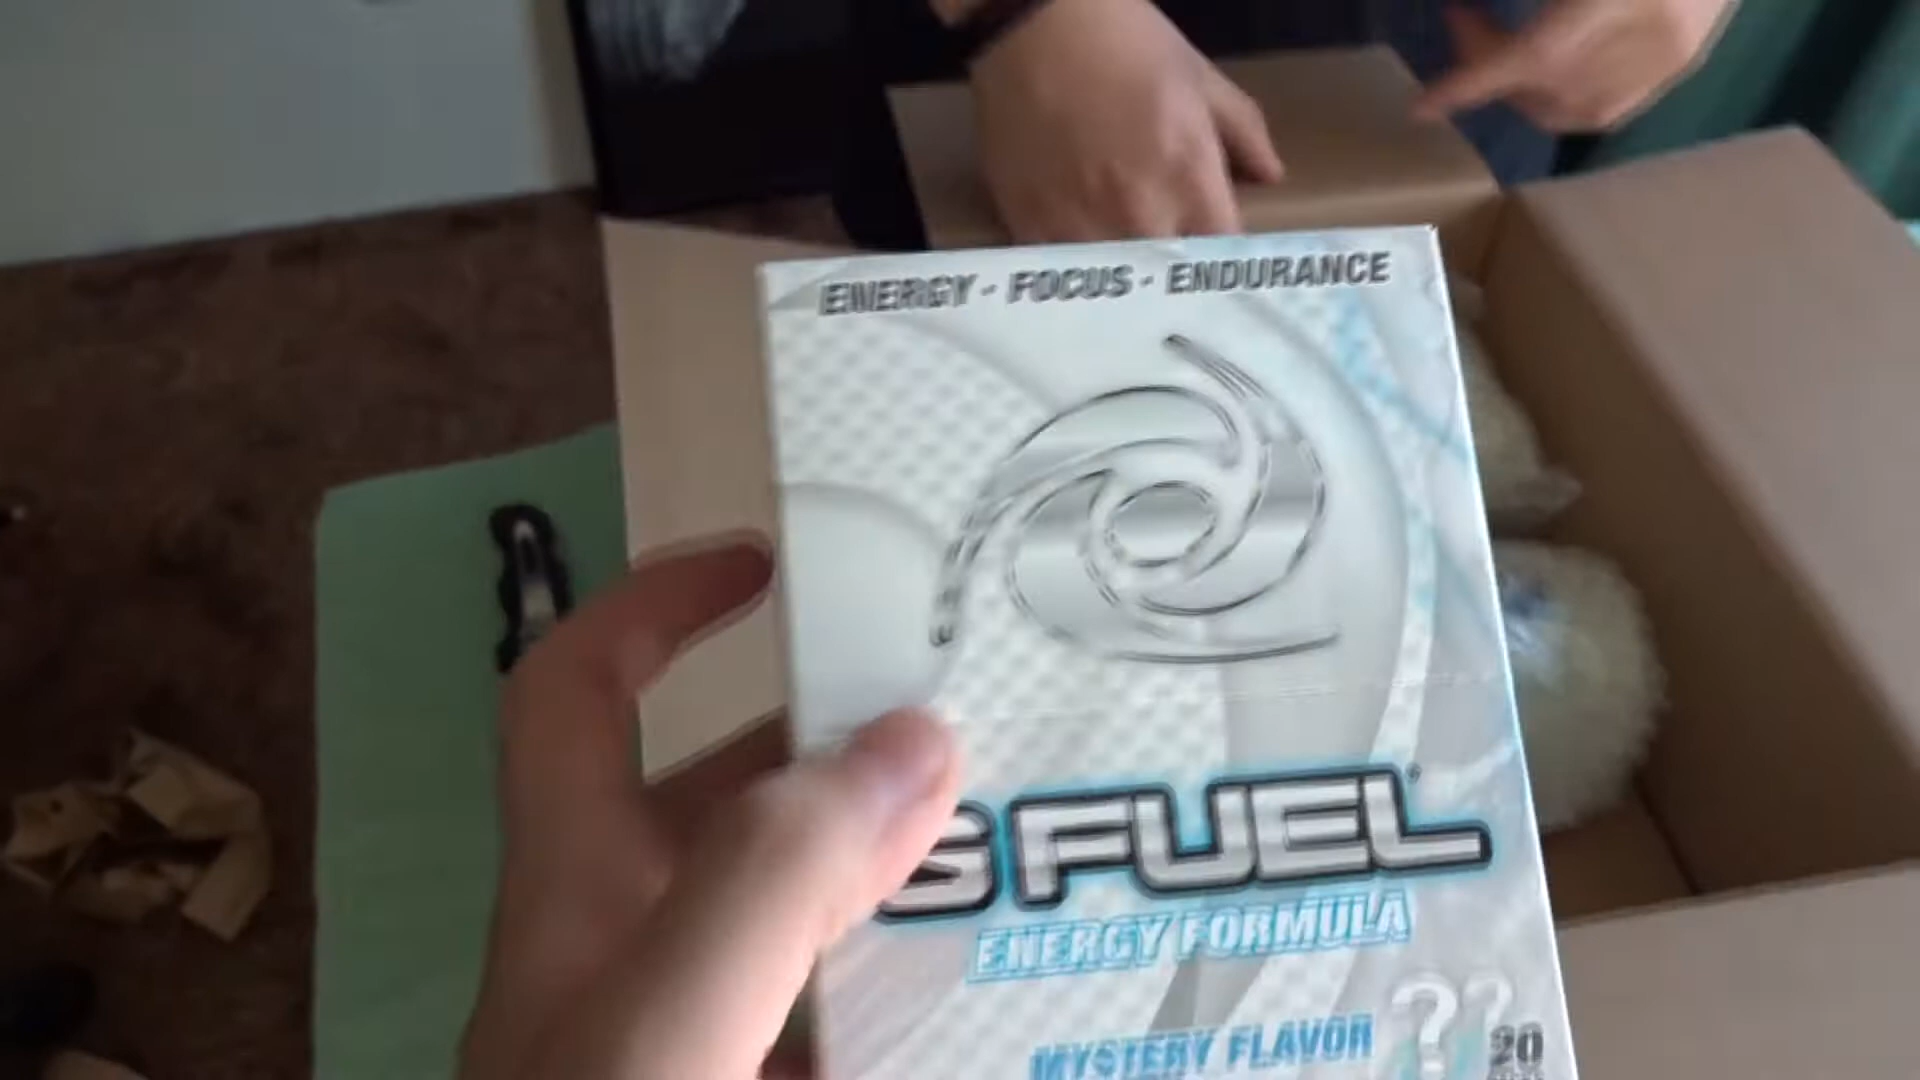 ENERGY - FOCUS - ENDURANCE
G FUEL®
ENERGY FORMULA
??
MYSTERY FLAVOR
20